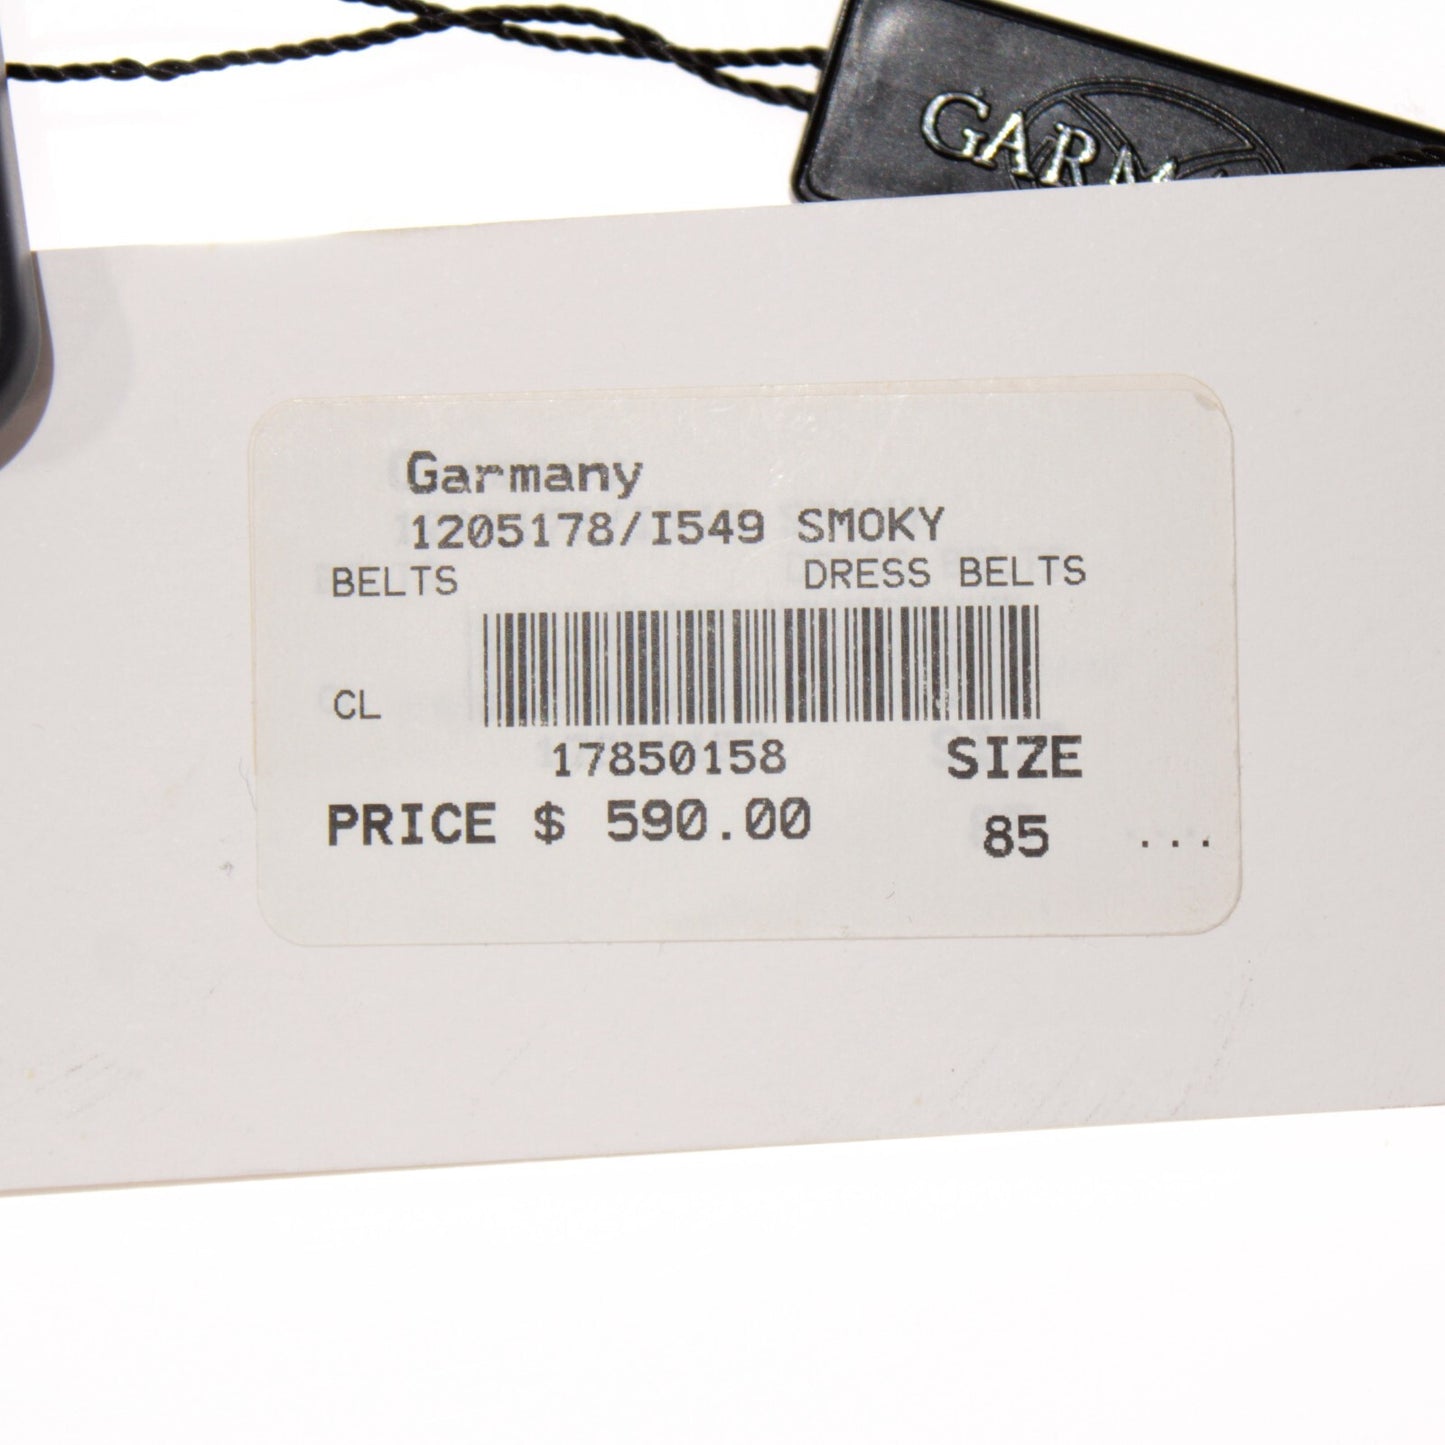 GARM
Garmany
1205178/I549 SMOKY
BELTS DRESS BELTS
CL
17850158 SIZE
PRICE $ 590.00 85 ...